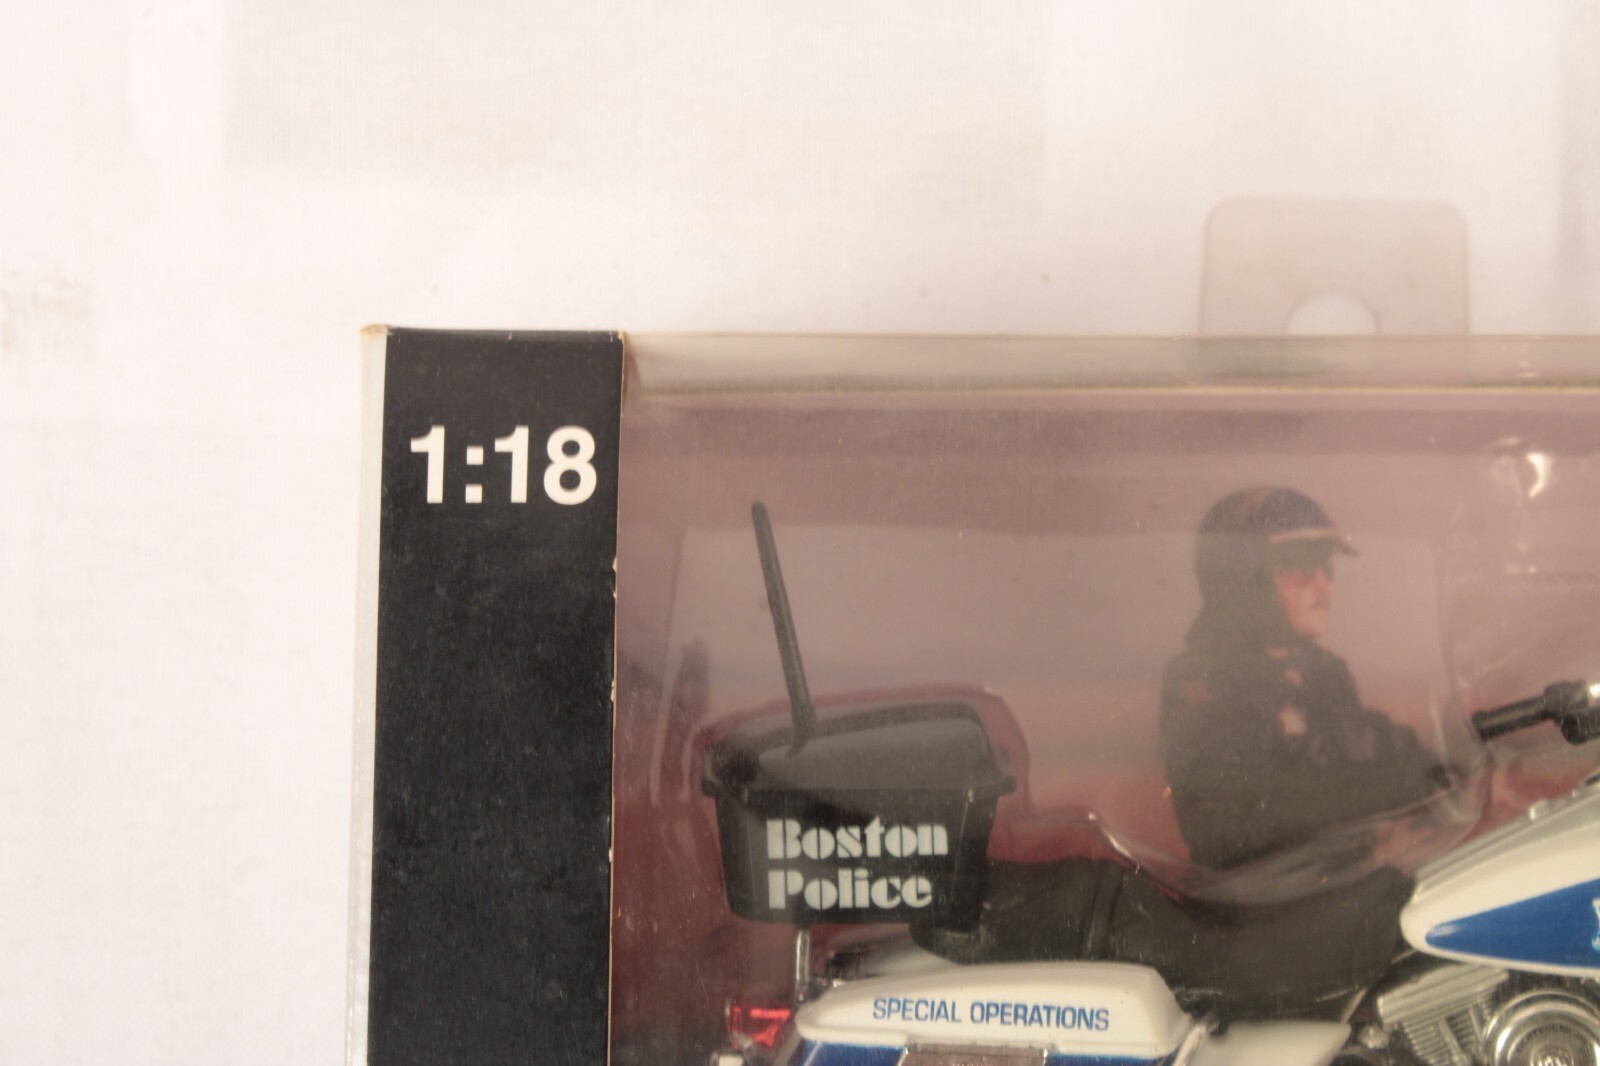 1:18
Boston
Police
SPECIAL OPERATIONS